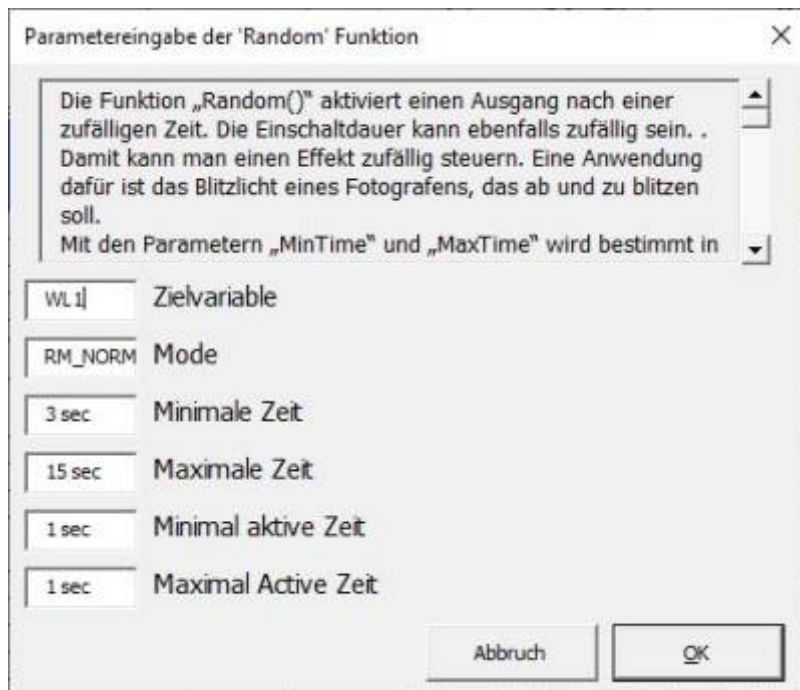 Parametereingabe der 'Random' Funktion
Die Funktion „Random()" aktiviert einen Ausgang nach einer
zufälligen Zeit. Die Einschaltdauer kann ebenfalls zufällig sein. .
Damit kann man einen Effekt zufällig steuern. Eine Anwendung
dafür ist das Blitzlicht eines Fotografens, das ab und zu blitzen
soll.
Mit den Parametern „MinTime" und „MaxTime" wird bestimmt in
WL1 Zielvariable
RM_NORM Mode
3 sec Minimale Zeit
15 sec Maximale Zeit
1 sec Minimal aktive Zeit
1 sec Maximal Active Zeit
Abbruch OK